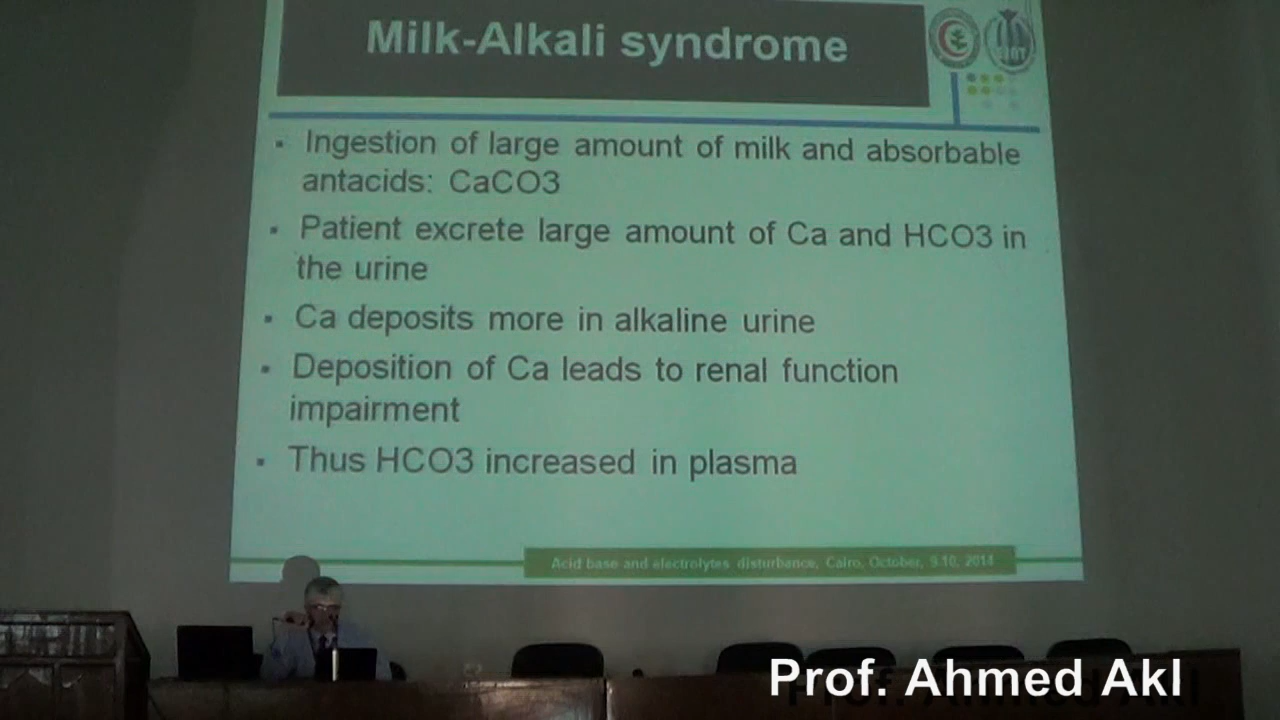 Milk-Alkali syndrome
▪ Ingestion of large amount of milk and absorbable
antacids: CaCO3
▪ Patient excrete large amount of Ca and HCO3 in
the urine
▪ Ca deposits more in alkaline urine
▪ Deposition of Ca leads to renal function
impairment
▪ Thus HCO3 increased in plasma
Acid base and electrolytes disturbance, Cairo, October, 9.10, 2014
Prof. Ahmed Akl